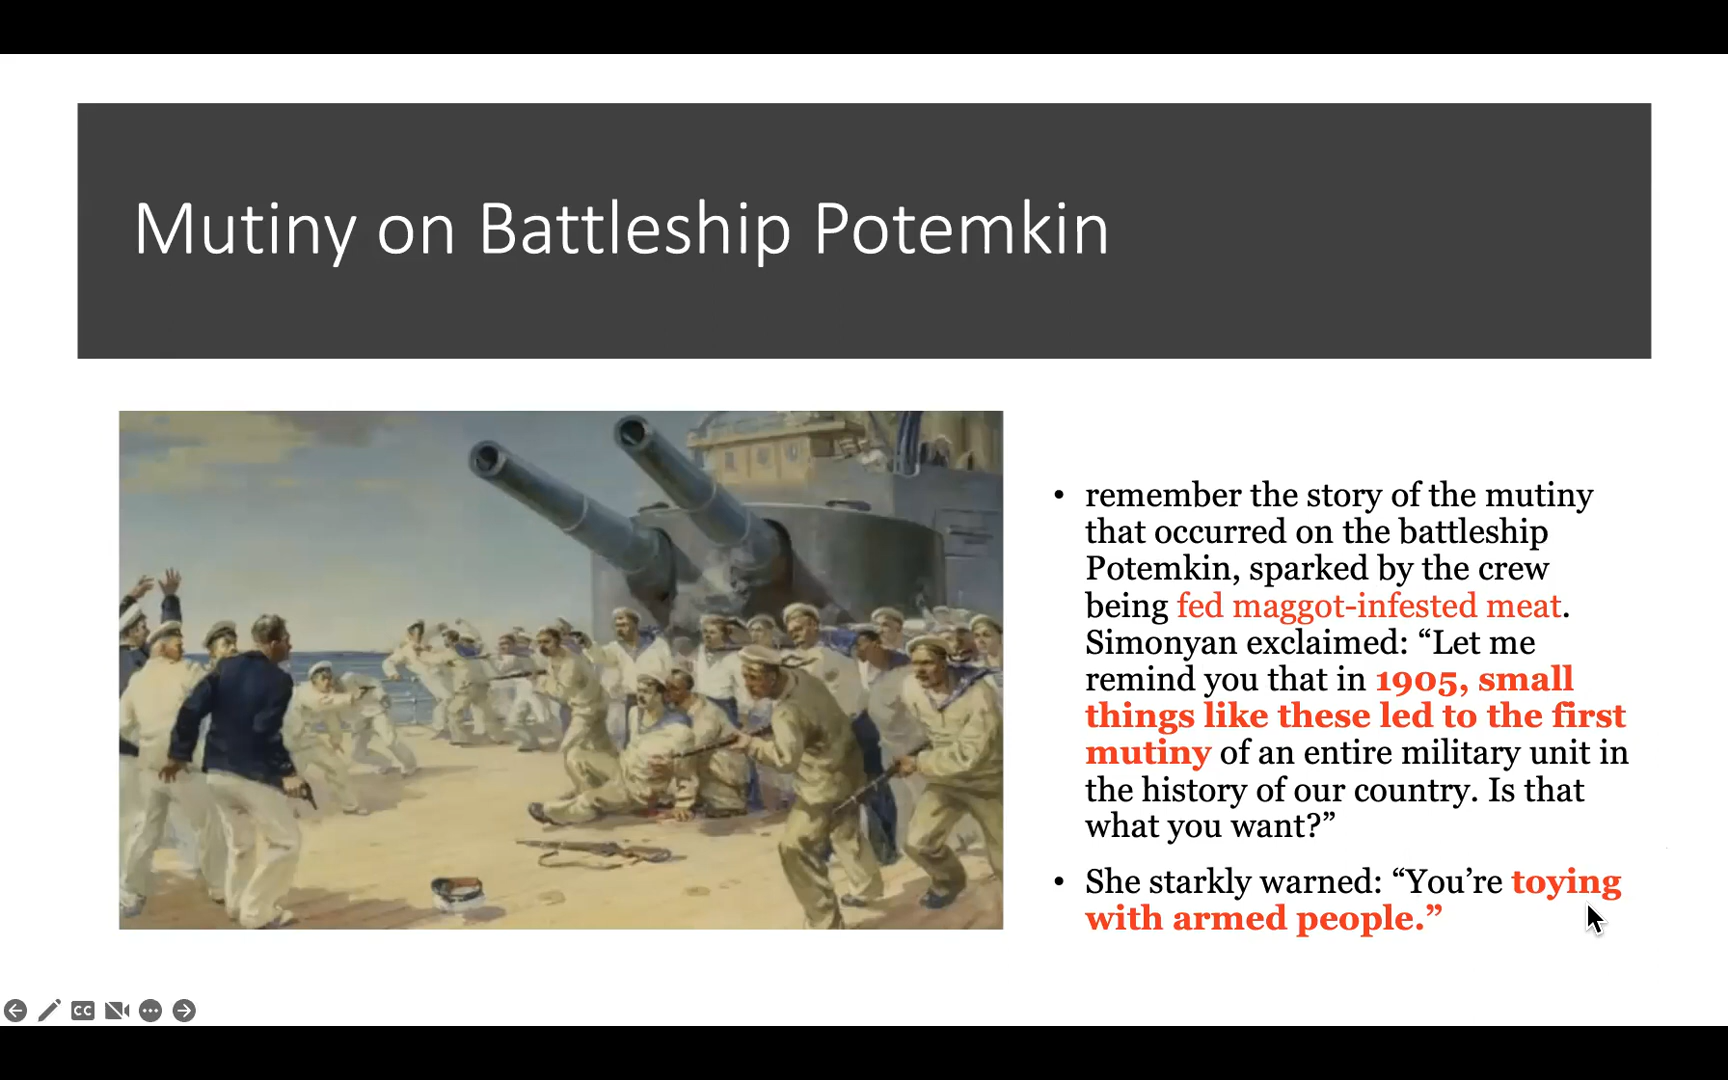 Mutiny on Battleship Potemkin
• remember the story of the mutiny
that occurred on the battleship
Potemkin, sparked by the crew
being fed maggot-infested meat.
Simonyan exclaimed: “Let me
remind you that in 1905, small
things like these led to the first
mutiny of an entire military unit in
the history of our country. Is that
what you want?”
• She starkly warned: “You’re toying
with armed people.”
CC